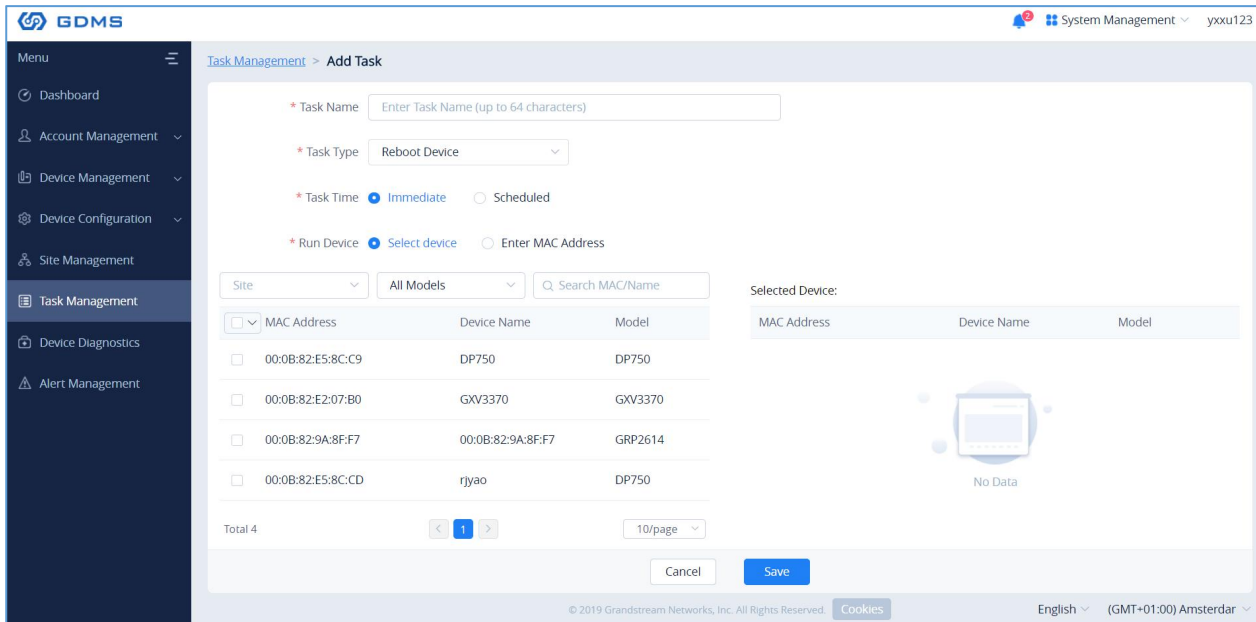 GDMS
2
System Management
yxxu123
Menu
Dashboard
Account Management
Device Management
Device Configuration
Site Management
Task Management
Device Diagnostics
Alert Management
Task Management > Add Task
* Task Name Enter Task Name (up to 64 characters)
* Task Type Reboot Device
* Task Time Immediate Scheduled
* Run Device Select device Enter MAC Address
Site All Models Search MAC/Name
MAC Address Device Name Model
00:0B:82:E5:8C:C9 DP750 DP750
00:0B:82:E2:07:B0 GXV3370 GXV3370
00:0B:82:9A:8F:F7 00:0B:82:9A:8F:F7 GRP2614
00:0B:82:E5:8C:CD rjyao DP750
Total 4 < 1 > 10/page
Selected Device:
MAC Address Device Name Model
No Data
Cancel Save
© 2019 Grandstream Networks, Inc. All Rights Reserved. Cookies
English (GMT+01:00) Amsterdar